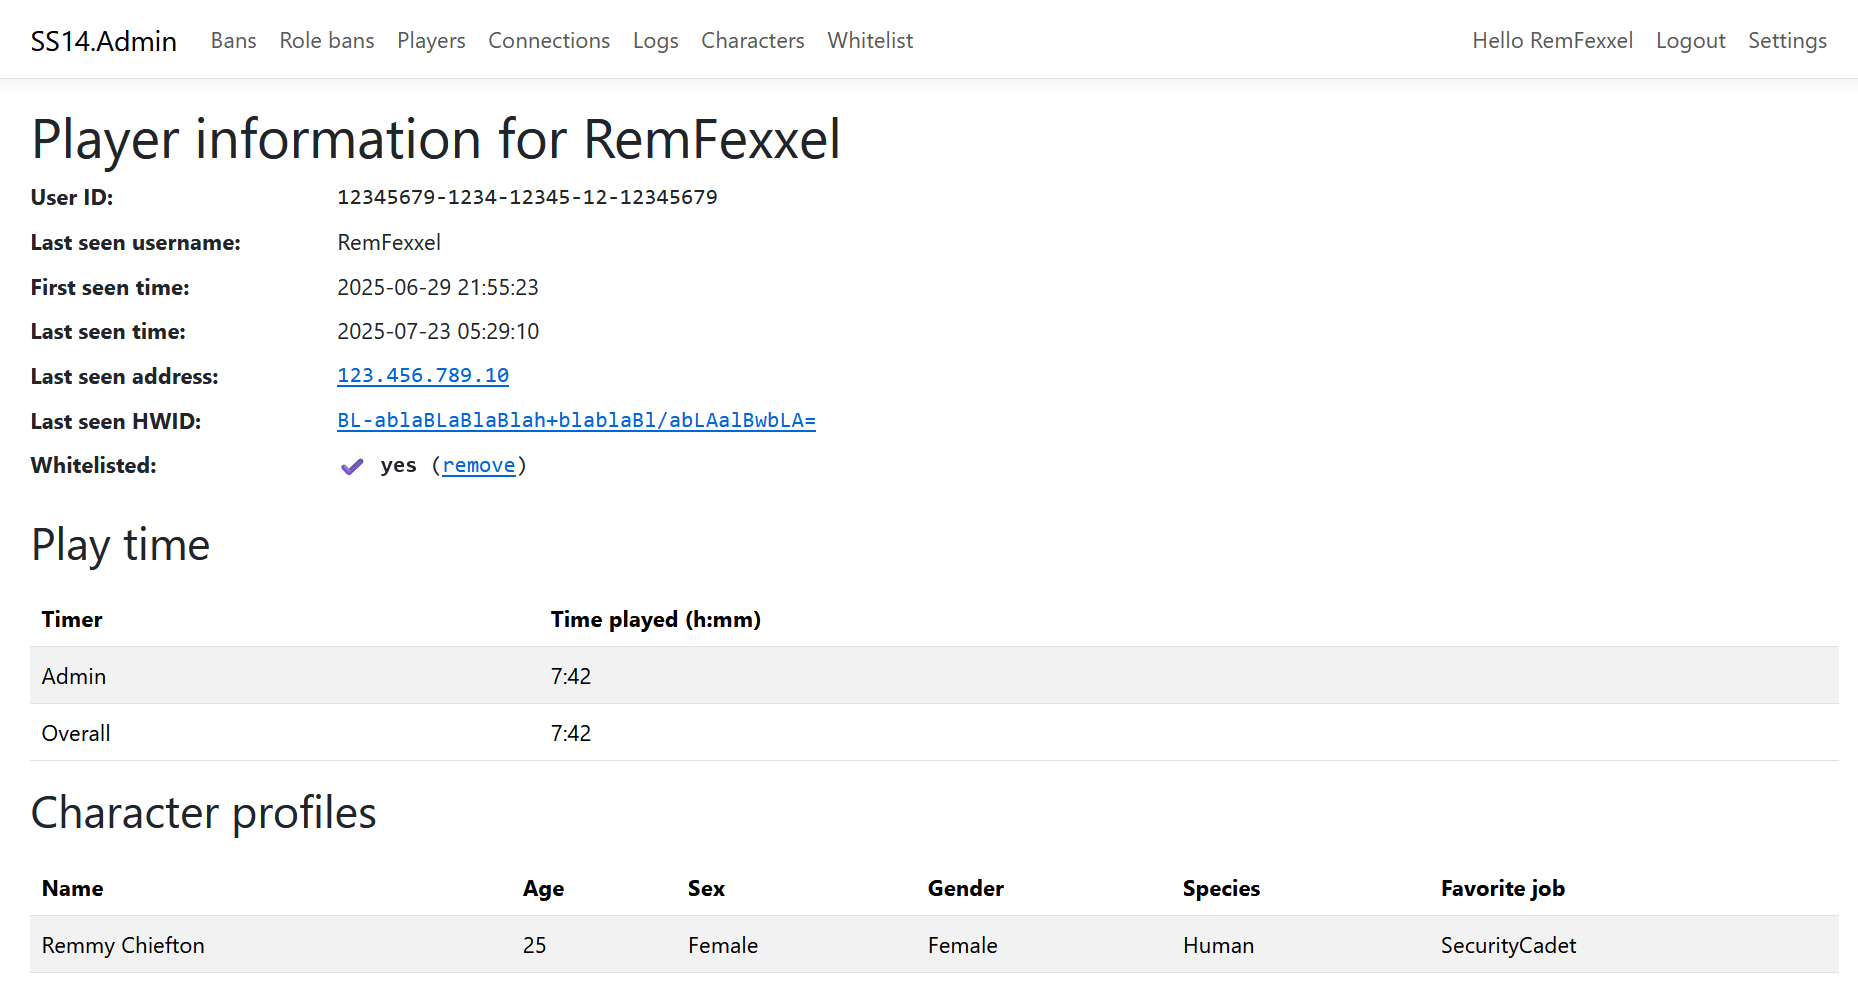 SS14.Admin Bans Role bans Players Connections Logs Characters Whitelist Hello RemFexxel Logout Settings
Player information for RemFexxel
User ID: 12345679-1234-12345-12-12345679
Last seen username: RemFexxel
First seen time: 2025-06-29 21:55:23
Last seen time: 2025-07-23 05:29:10
Last seen address: 123.456.789.10
Last seen HWID: BL-ablaBLaBlaBlah+blablaBl/abLAalBwbLA=
Whitelisted: ✔ yes (remove)
Play time
Timer Time played (h:mm)
Admin 7:42
Overall 7:42
Character profiles
Name Age Sex Gender Species Favorite job
Remmy Chiefton 25 Female Female Human SecurityCadet